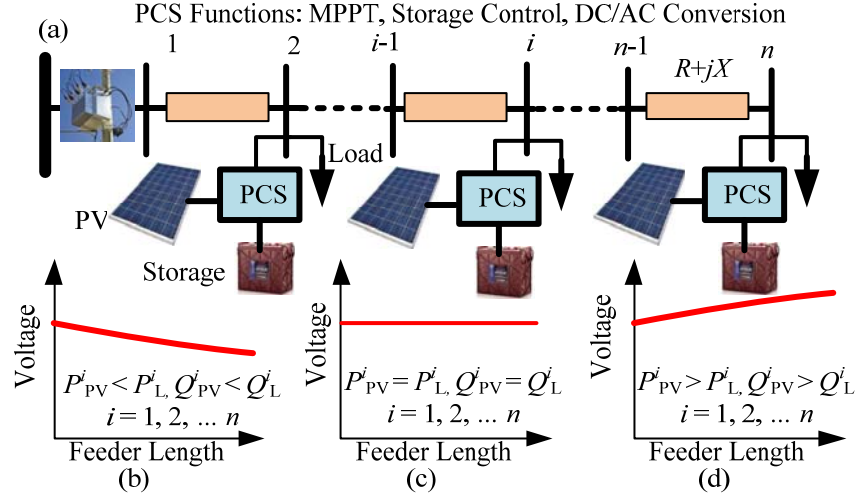 PCS Functions: MPPT, Storage Control, DC/AC Conversion
(a)
1
2
i-1
i
n-1
n
R+jX
Load
PCS
PCS
PCS
PV
Storage
Voltage
P^i_PV < P^i_L, Q^i_PV < Q^i_L
i = 1, 2, ... n
Feeder Length
(b)
Voltage
P^i_PV = P^i_L, Q^i_PV = Q^i_L
i = 1, 2, ... n
Feeder Length
(c)
Voltage
P^i_PV > P^i_L, Q^i_PV > Q^i_L
i = 1, 2, ... n
Feeder Length
(d)